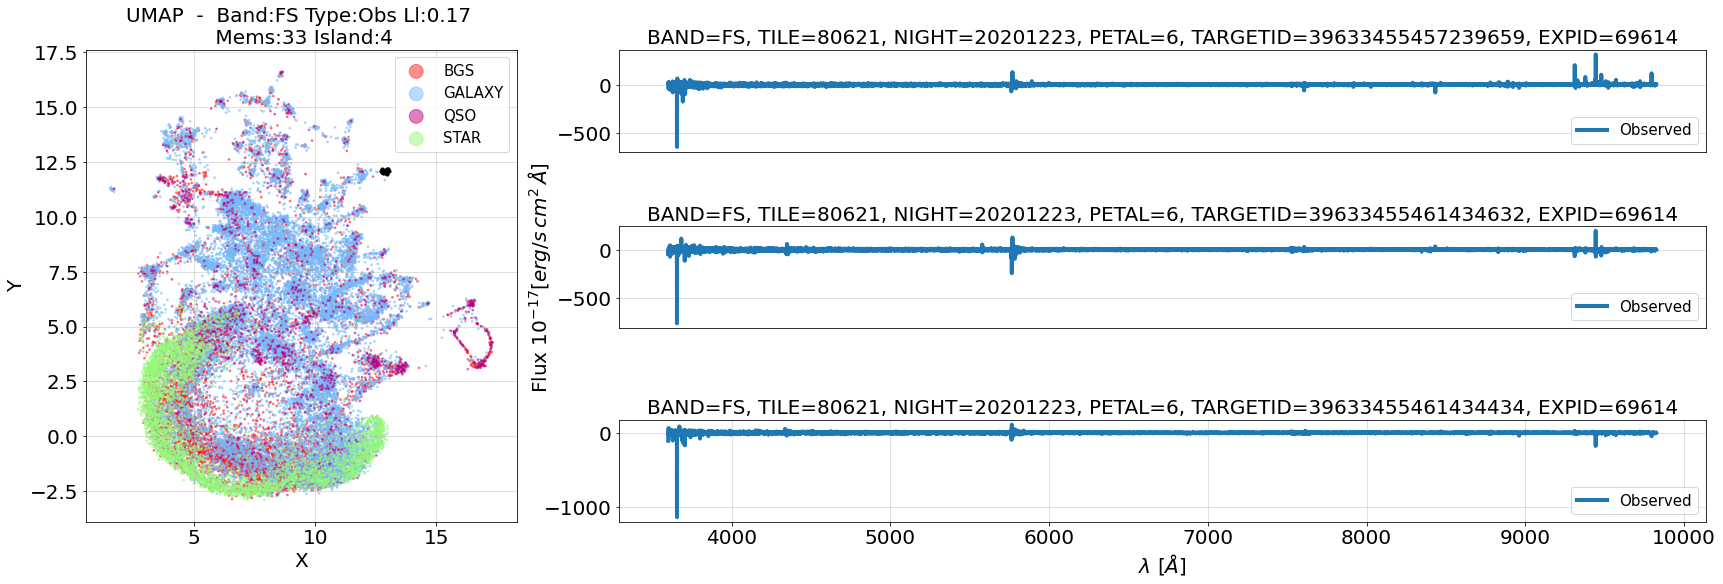 UMAP - Band:FS Type:Obs Ll:0.17
Mems:33 Island:4
BGS
GALAXY
QSO
STAR
17.5
15.0
12.5
10.0
7.5
5.0
2.5
0.0
−2.5
Y
5
10
15
X
Flux 10⁻¹⁷[erg/s cm² Å]
BAND=FS, TILE=80621, NIGHT=20201223, PETAL=6, TARGETID=39633455457239659, EXPID=69614
0
−500
Observed
BAND=FS, TILE=80621, NIGHT=20201223, PETAL=6, TARGETID=39633455461434632, EXPID=69614
0
−500
Observed
BAND=FS, TILE=80621, NIGHT=20201223, PETAL=6, TARGETID=39633455461434434, EXPID=69614
0
−1000
Observed
4000
5000
6000
7000
8000
9000
10000
λ [Å]